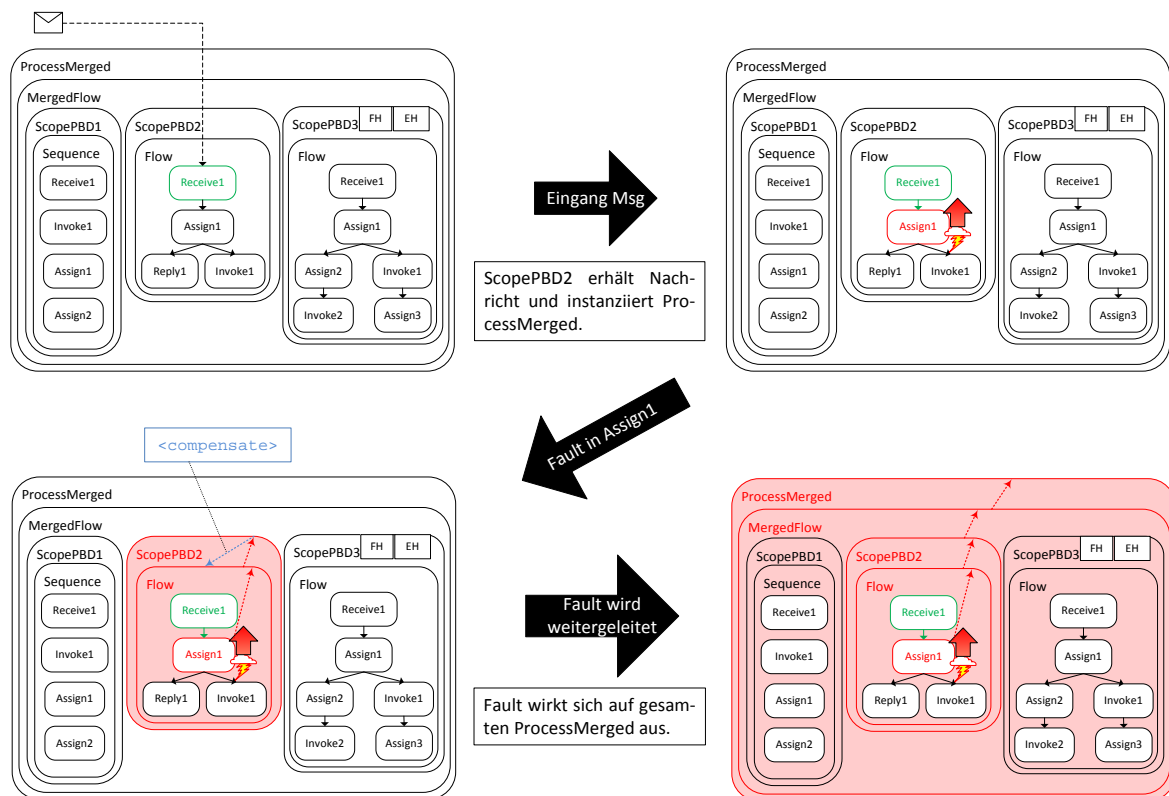 ProcessMerged
MergedFlow
ScopePBD1
Sequence
Receive1
Invoke1
Assign1
Assign2
ScopePBD2
Flow
Receive1
Assign1
Reply1
Invoke1
ScopePBD3
FH
EH
Flow
Receive1
Assign1
Assign2
Invoke1
Invoke2
Assign3
Eingang Msg
ScopePBD2 erhält Nach-
richt und instanziiert Pro-
cessMerged.
ProcessMerged
MergedFlow
ScopePBD1
Sequence
Receive1
Invoke1
Assign1
Assign2
ScopePBD2
Flow
Receive1
Assign1
Reply1
Invoke1
ScopePBD3
FH
EH
Flow
Receive1
Assign1
Assign2
Invoke1
Invoke2
Assign3
Fault in Assign1
<compensate>
ProcessMerged
MergedFlow
ScopePBD1
Sequence
Receive1
Invoke1
Assign1
Assign2
ScopePBD2
Flow
Receive1
Assign1
Reply1
Invoke1
ScopePBD3
FH
EH
Flow
Receive1
Assign1
Assign2
Invoke1
Invoke2
Assign3
Fault wird
weitergeleitet
Fault wirkt sich auf gesam-
ten ProcessMerged aus.
ProcessMerged
MergedFlow
ScopePBD1
Sequence
Receive1
Invoke1
Assign1
Assign2
ScopePBD2
Flow
Receive1
Assign1
Reply1
Invoke1
ScopePBD3
FH
EH
Flow
Receive1
Assign1
Assign2
Invoke1
Invoke2
Assign3